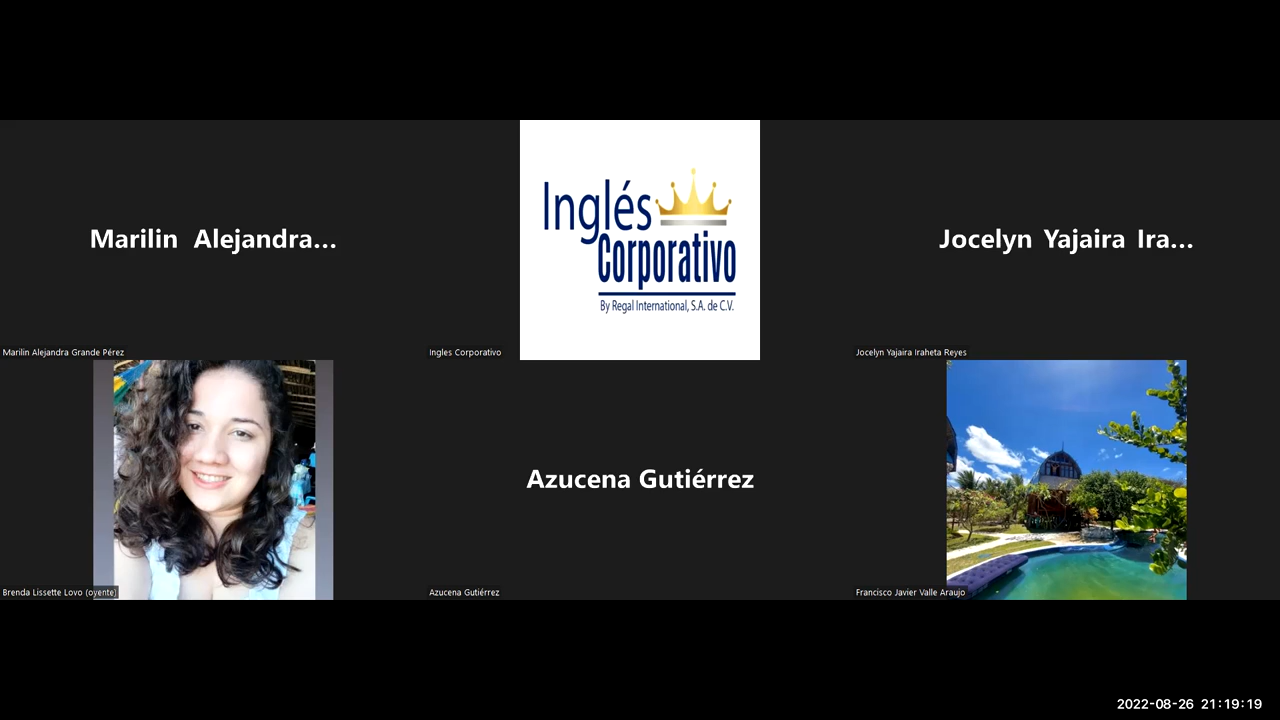 Marilin Alejandra...
Inglés
Corporativo
By Regal International, S.A. de C.V.
Jocelyn Yajaira Ira...
Marilin Alejandra Grande Pérez
Ingles Corporativo
Jocelyn Yajaira Iraheta Reyes
Azucena Gutiérrez
Brenda Lissette Lovo (oyente)
Azucena Gutiérrez
Francisco Javier Valle Araujo
2022-08-26 21:19:19